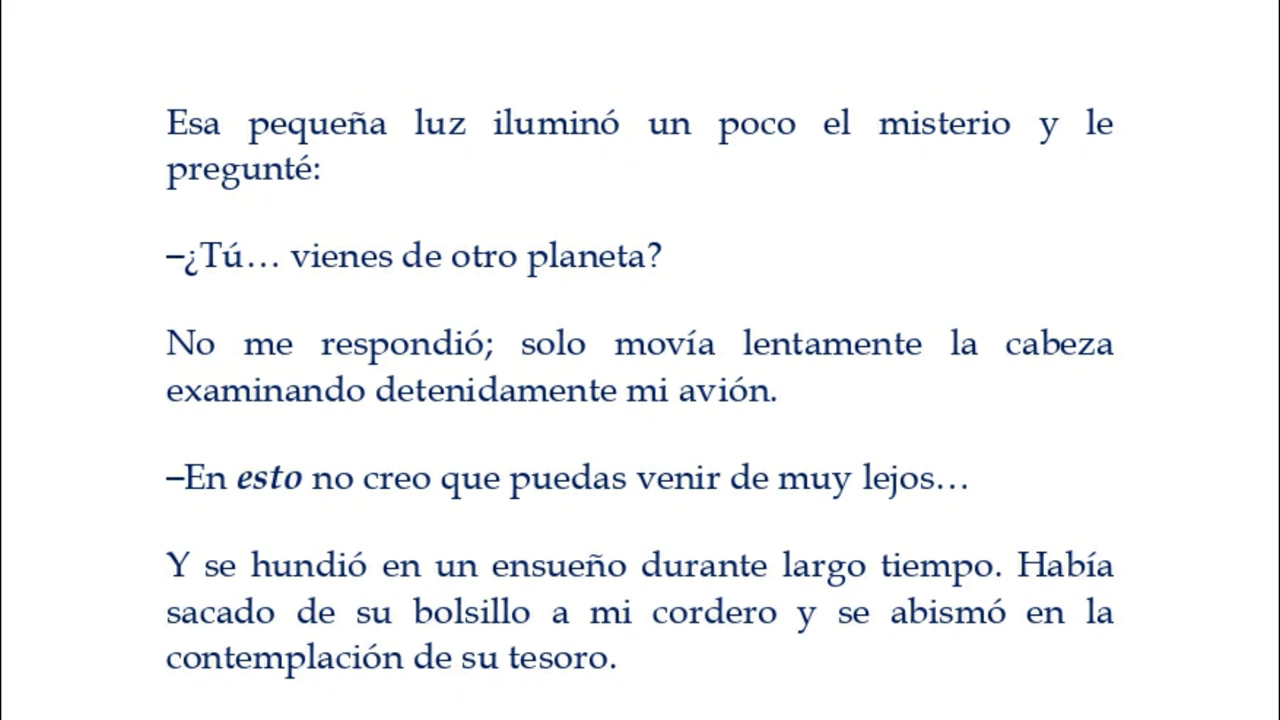 Esa pequeña luz iluminó un poco el misterio y le
pregunté:
–¿Tú… vienes de otro planeta?
No me respondió; solo movía lentamente la cabeza
examinando detenidamente mi avión.
–En esto no creo que puedas venir de muy lejos…
Y se hundió en un ensueño durante largo tiempo. Había
sacado de su bolsillo a mi cordero y se abismó en la
contemplación de su tesoro.